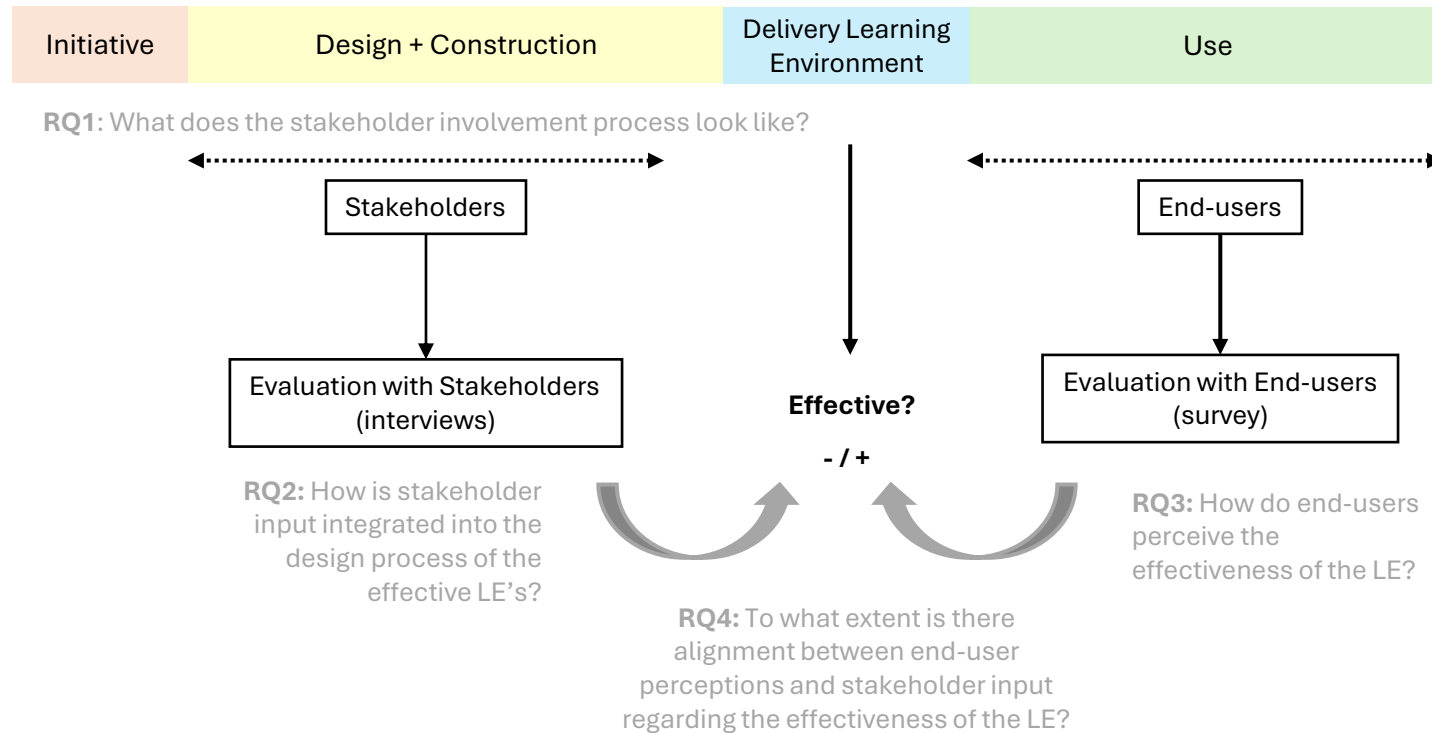 Initiative
Design + Construction
Delivery Learning
Environment
Use
RQ1: What does the stakeholder involvement process look like?
Stakeholders
End-users
Evaluation with Stakeholders
(interviews)
Effective?
- / +
Evaluation with End-users
(survey)
RQ2: How is stakeholder
input integrated into the
design process of the
effective LE's?
RQ3: How do end-users
perceive the
effectiveness of the LE?
RQ4: To what extent is there
alignment between end-user
perceptions and stakeholder input
regarding the effectiveness of the LE?